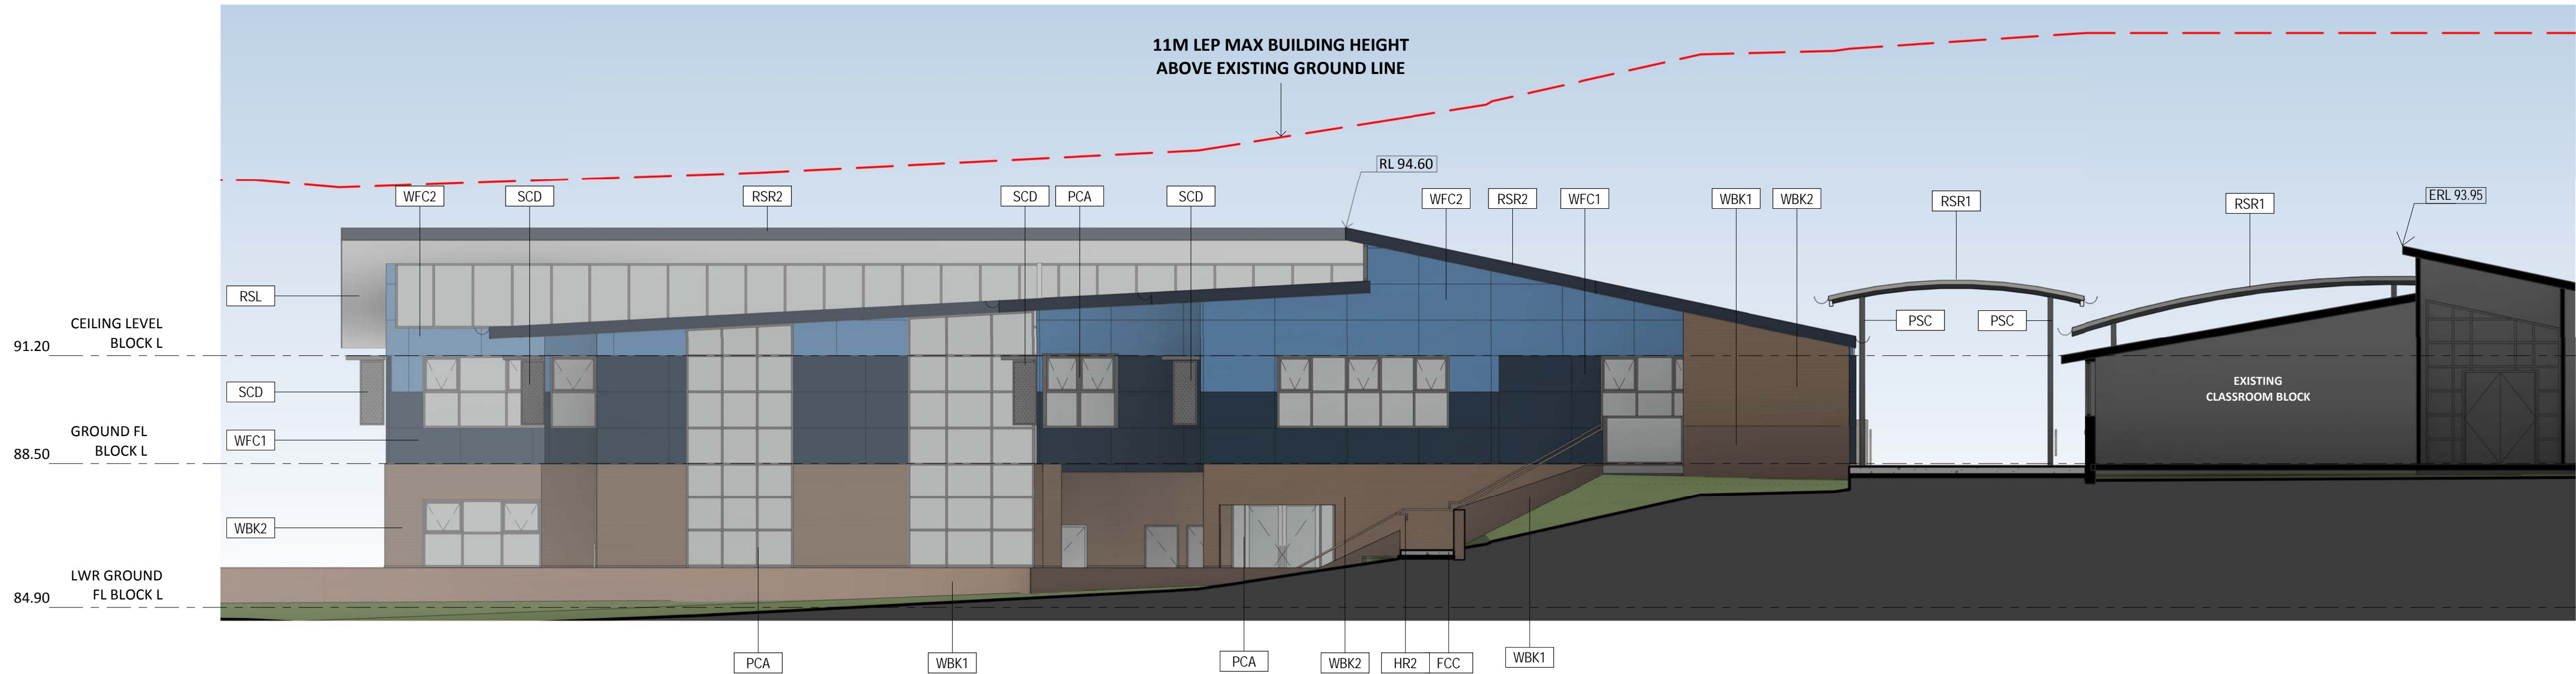 11M LEP MAX BUILDING HEIGHT
ABOVE EXISTING GROUND LINE
RL 94.60
WFC2
SCD
RSR2
SCD
PCA
SCD
WFC2
RSR2
WFC1
WBK1
WBK2
RSR1
RSR1
ERL 93.95
RSL
CEILING LEVEL
BLOCK L
91.20
PSC
PSC
SCD
EXISTING
CLASSROOM BLOCK
GROUND FL
BLOCK L
88.50
WFC1
WBK2
LWR GROUND
FL BLOCK L
84.90
PCA
WBK1
PCA
WBK2
HR2
FCC
WBK1